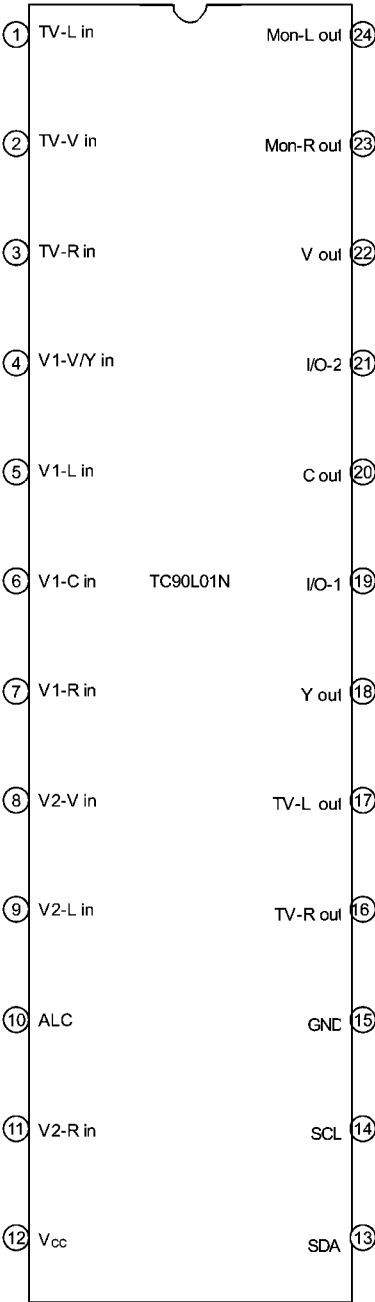 1 TV-L in Mon-L out 24
2 TV-V in Mon-R out 23
3 TV-R in V out 22
4 V1-V/Y in I/O-2 21
5 V1-L in C out 20
6 V1-C in TC90L01N I/O-1 19
7 V1-R in Y out 18
8 V2-V in TV-L out 17
9 V2-L in TV-R out 16
10 ALC GND 15
11 V2-R in SCL 14
12 VCC SDA 13